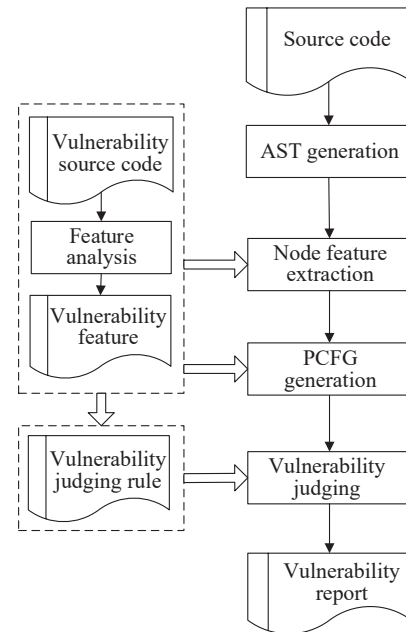 Source code
AST generation
Vulnerability
source code
Feature
analysis
Vulnerability
feature
Node feature
extraction
PCFG
generation
Vulnerability
judging rule
Vulnerability
judging
Vulnerability
report